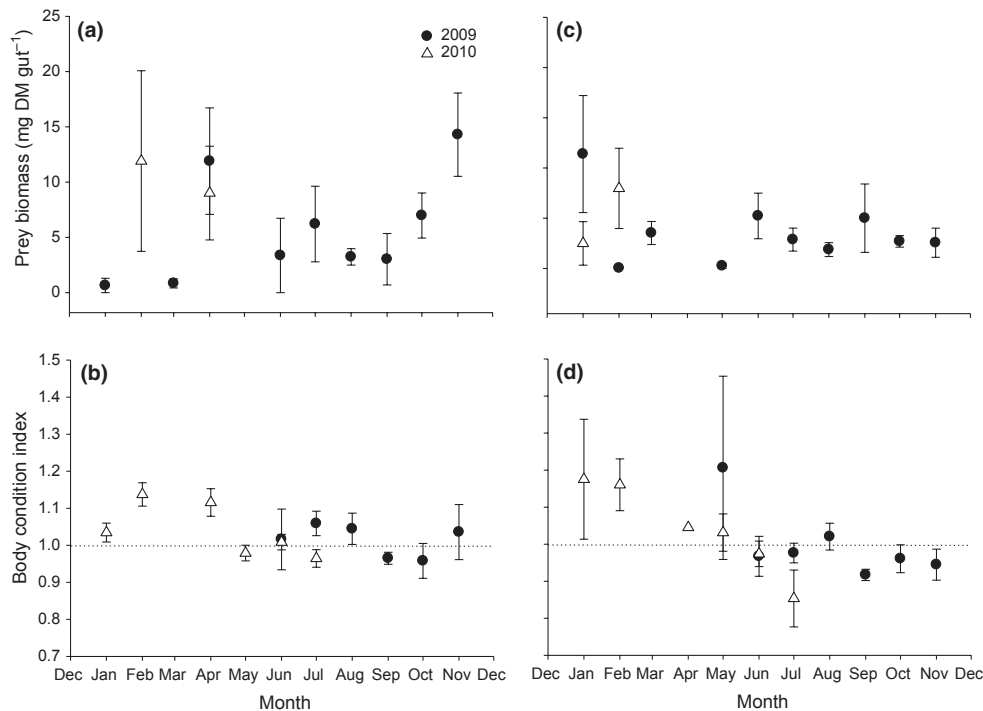 (a)
(c)
2009
2010
Prey biomass (mg DM gut⁻¹)
25
20
15
10
5
0
(b)
(d)
Body condition index
1.5
1.4
1.3
1.2
1.1
1.0
0.9
0.8
0.7
Dec Jan Feb Mar Apr May Jun Jul Aug Sep Oct Nov Dec
Dec Jan Feb Mar Apr May Jun Jul Aug Sep Oct Nov Dec
Month
Month